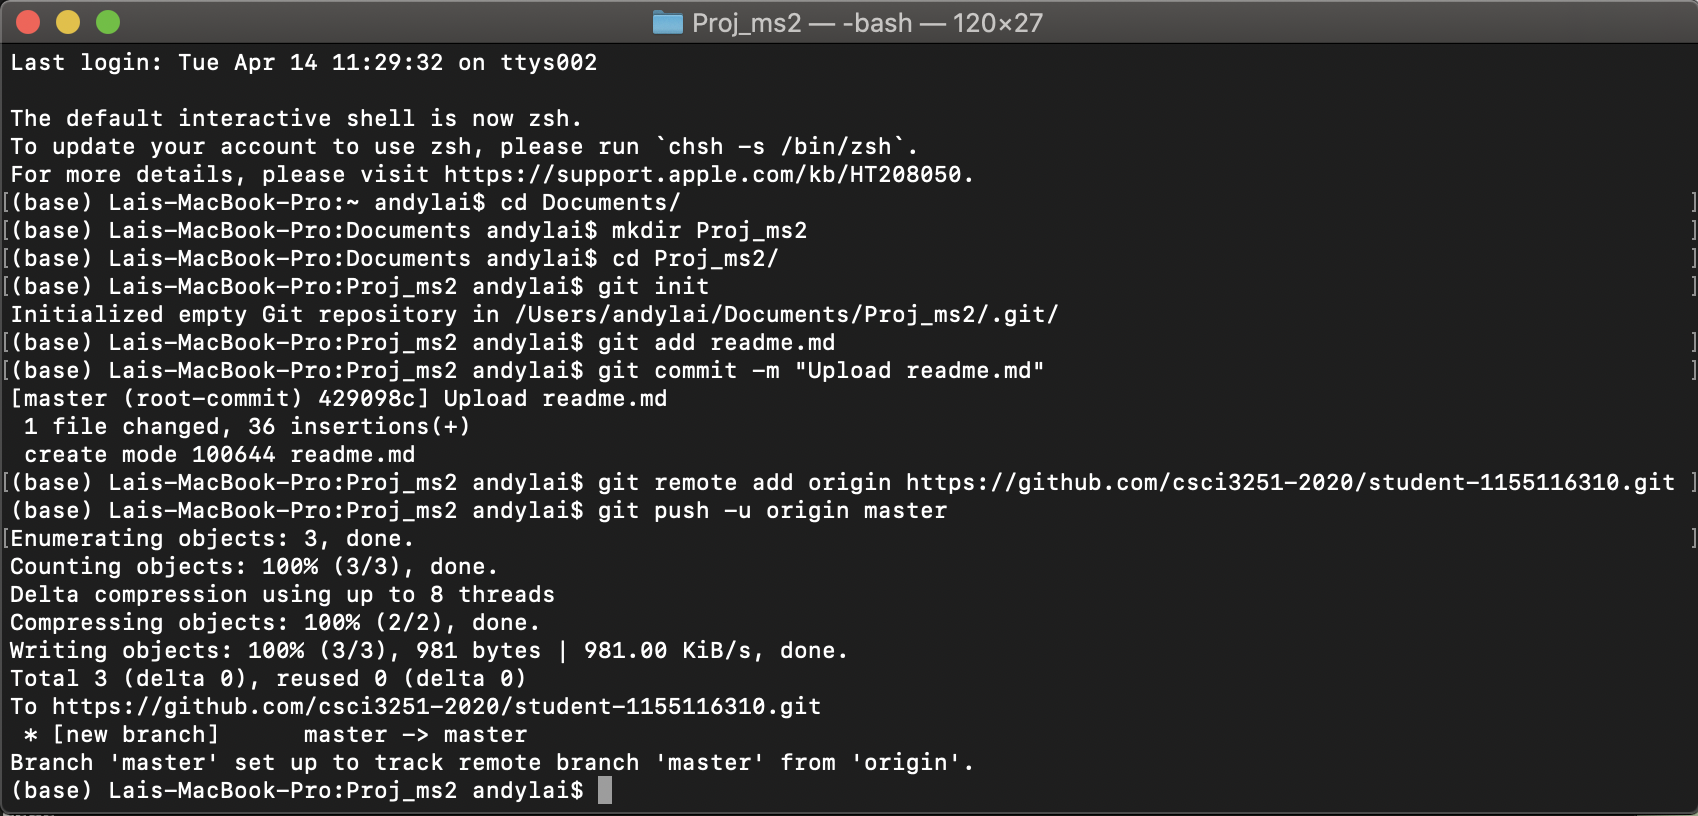 Proj_ms2 — -bash — 120×27
Last login: Tue Apr 14 11:29:32 on ttys002
The default interactive shell is now zsh.
To update your account to use zsh, please run `chsh -s /bin/zsh`.
For more details, please visit https://support.apple.com/kb/HT208050.
[(base) Lais-MacBook-Pro:~ andylai$ cd Documents/ ]
[(base) Lais-MacBook-Pro:Documents andylai$ mkdir Proj_ms2 ]
[(base) Lais-MacBook-Pro:Documents andylai$ cd Proj_ms2/ ]
[(base) Lais-MacBook-Pro:Proj_ms2 andylai$ git init ]
Initialized empty Git repository in /Users/andylai/Documents/Proj_ms2/.git/
[(base) Lais-MacBook-Pro:Proj_ms2 andylai$ git add readme.md ]
[(base) Lais-MacBook-Pro:Proj_ms2 andylai$ git commit -m "Upload readme.md" ]
[master (root-commit) 429098c] Upload readme.md
 1 file changed, 36 insertions(+)
 create mode 100644 readme.md
[(base) Lais-MacBook-Pro:Proj_ms2 andylai$ git remote add origin https://github.com/csci3251-2020/student-1155116310.git ]
(base) Lais-MacBook-Pro:Proj_ms2 andylai$ git push -u origin master
[Enumerating objects: 3, done. ]
Counting objects: 100% (3/3), done.
Delta compression using up to 8 threads
Compressing objects: 100% (2/2), done.
Writing objects: 100% (3/3), 981 bytes | 981.00 KiB/s, done.
Total 3 (delta 0), reused 0 (delta 0)
To https://github.com/csci3251-2020/student-1155116310.git
 * [new branch]      master -> master
Branch 'master' set up to track remote branch 'master' from 'origin'.
(base) Lais-MacBook-Pro:Proj_ms2 andylai$